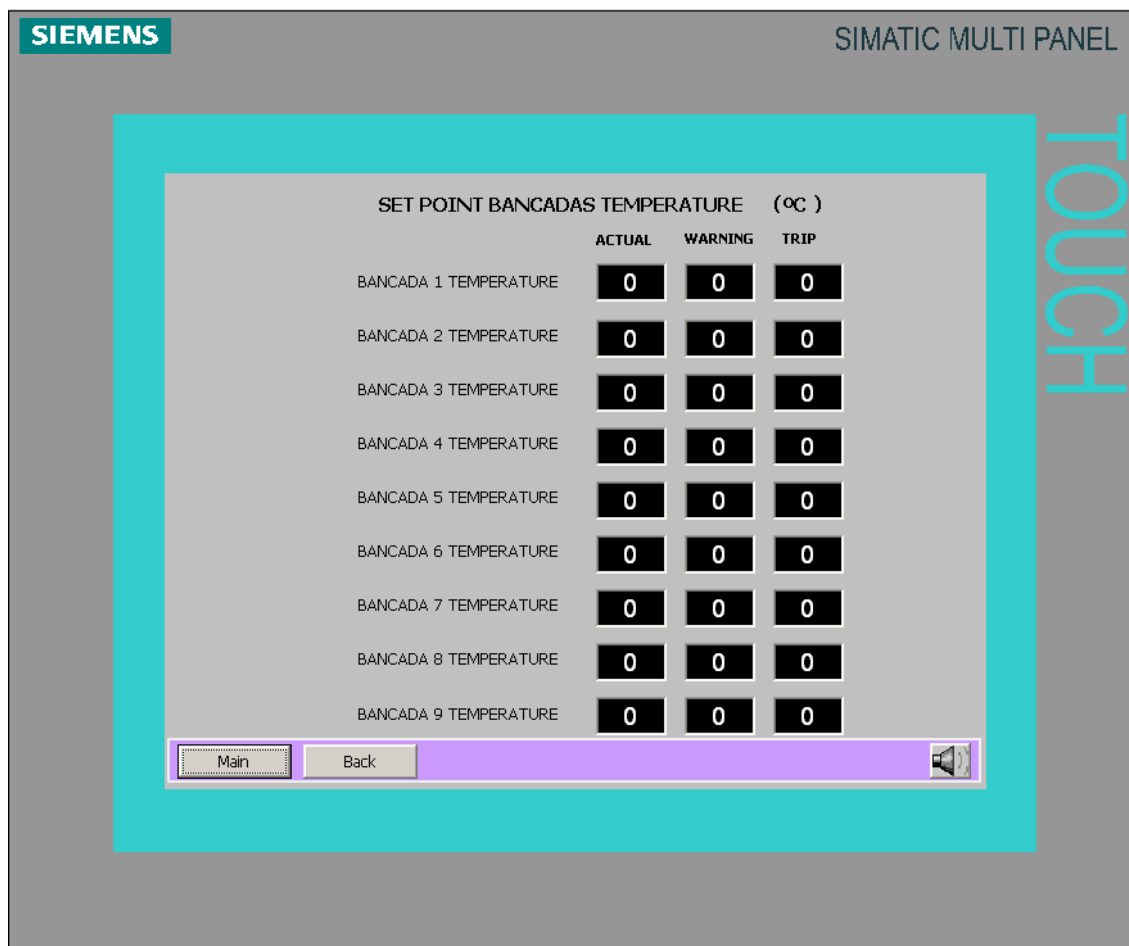 SIEMENS
SIMATIC MULTI PANEL
TOUCH
SET POINT BANCADAS TEMPERATURE (ºC )
ACTUAL WARNING TRIP
BANCADA 1 TEMPERATURE 0 0 0
BANCADA 2 TEMPERATURE 0 0 0
BANCADA 3 TEMPERATURE 0 0 0
BANCADA 4 TEMPERATURE 0 0 0
BANCADA 5 TEMPERATURE 0 0 0
BANCADA 6 TEMPERATURE 0 0 0
BANCADA 7 TEMPERATURE 0 0 0
BANCADA 8 TEMPERATURE 0 0 0
BANCADA 9 TEMPERATURE 0 0 0
Main Back